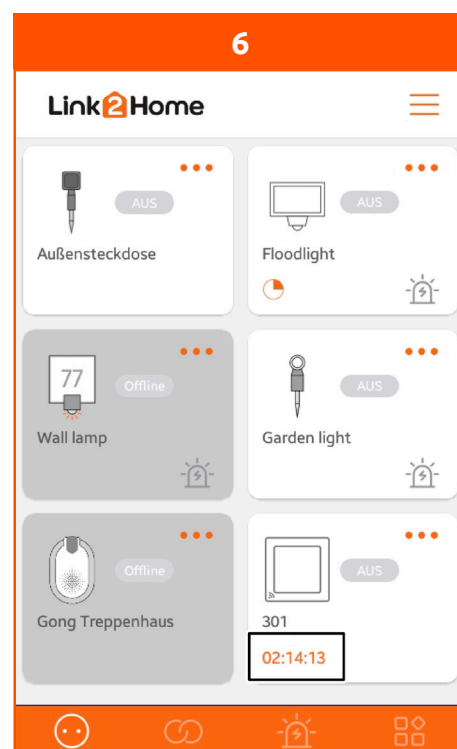 6
Link2Home
AUS
Außensteckdose
AUS
Floodlight
77
Offline
Wall lamp
AUS
Garden light
Offline
Gong Treppenhaus
AUS
301
02:14:13